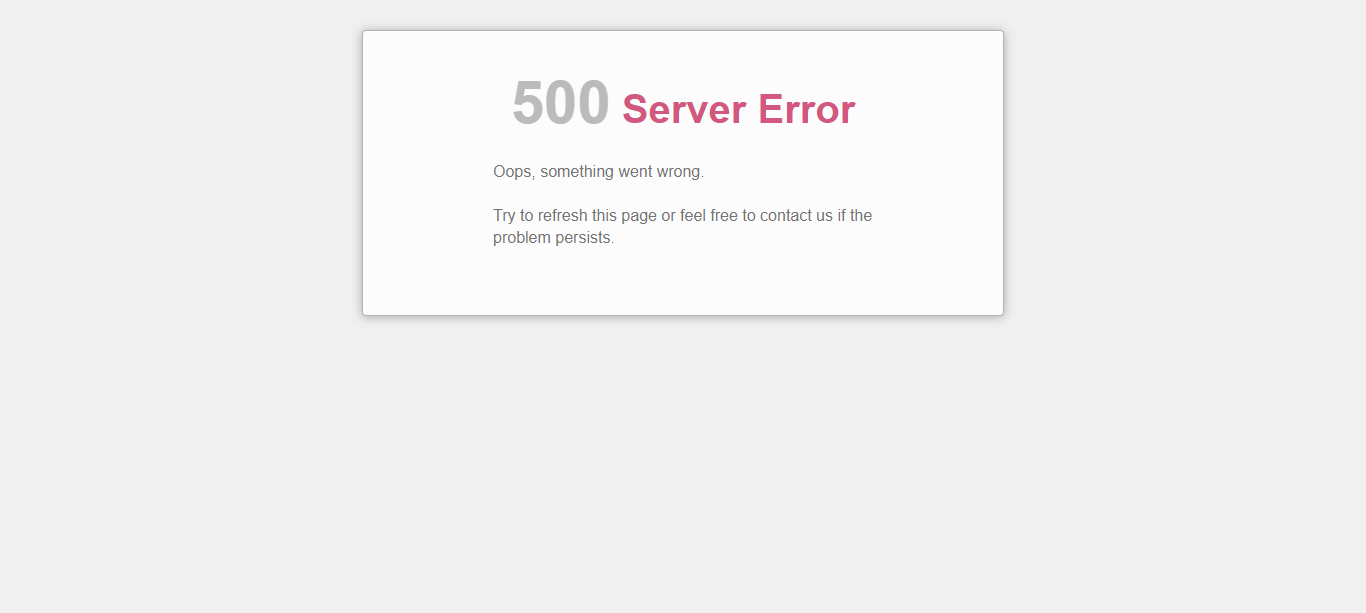 500 Server Error
Oops, something went wrong.
Try to refresh this page or feel free to contact us if the
problem persists.